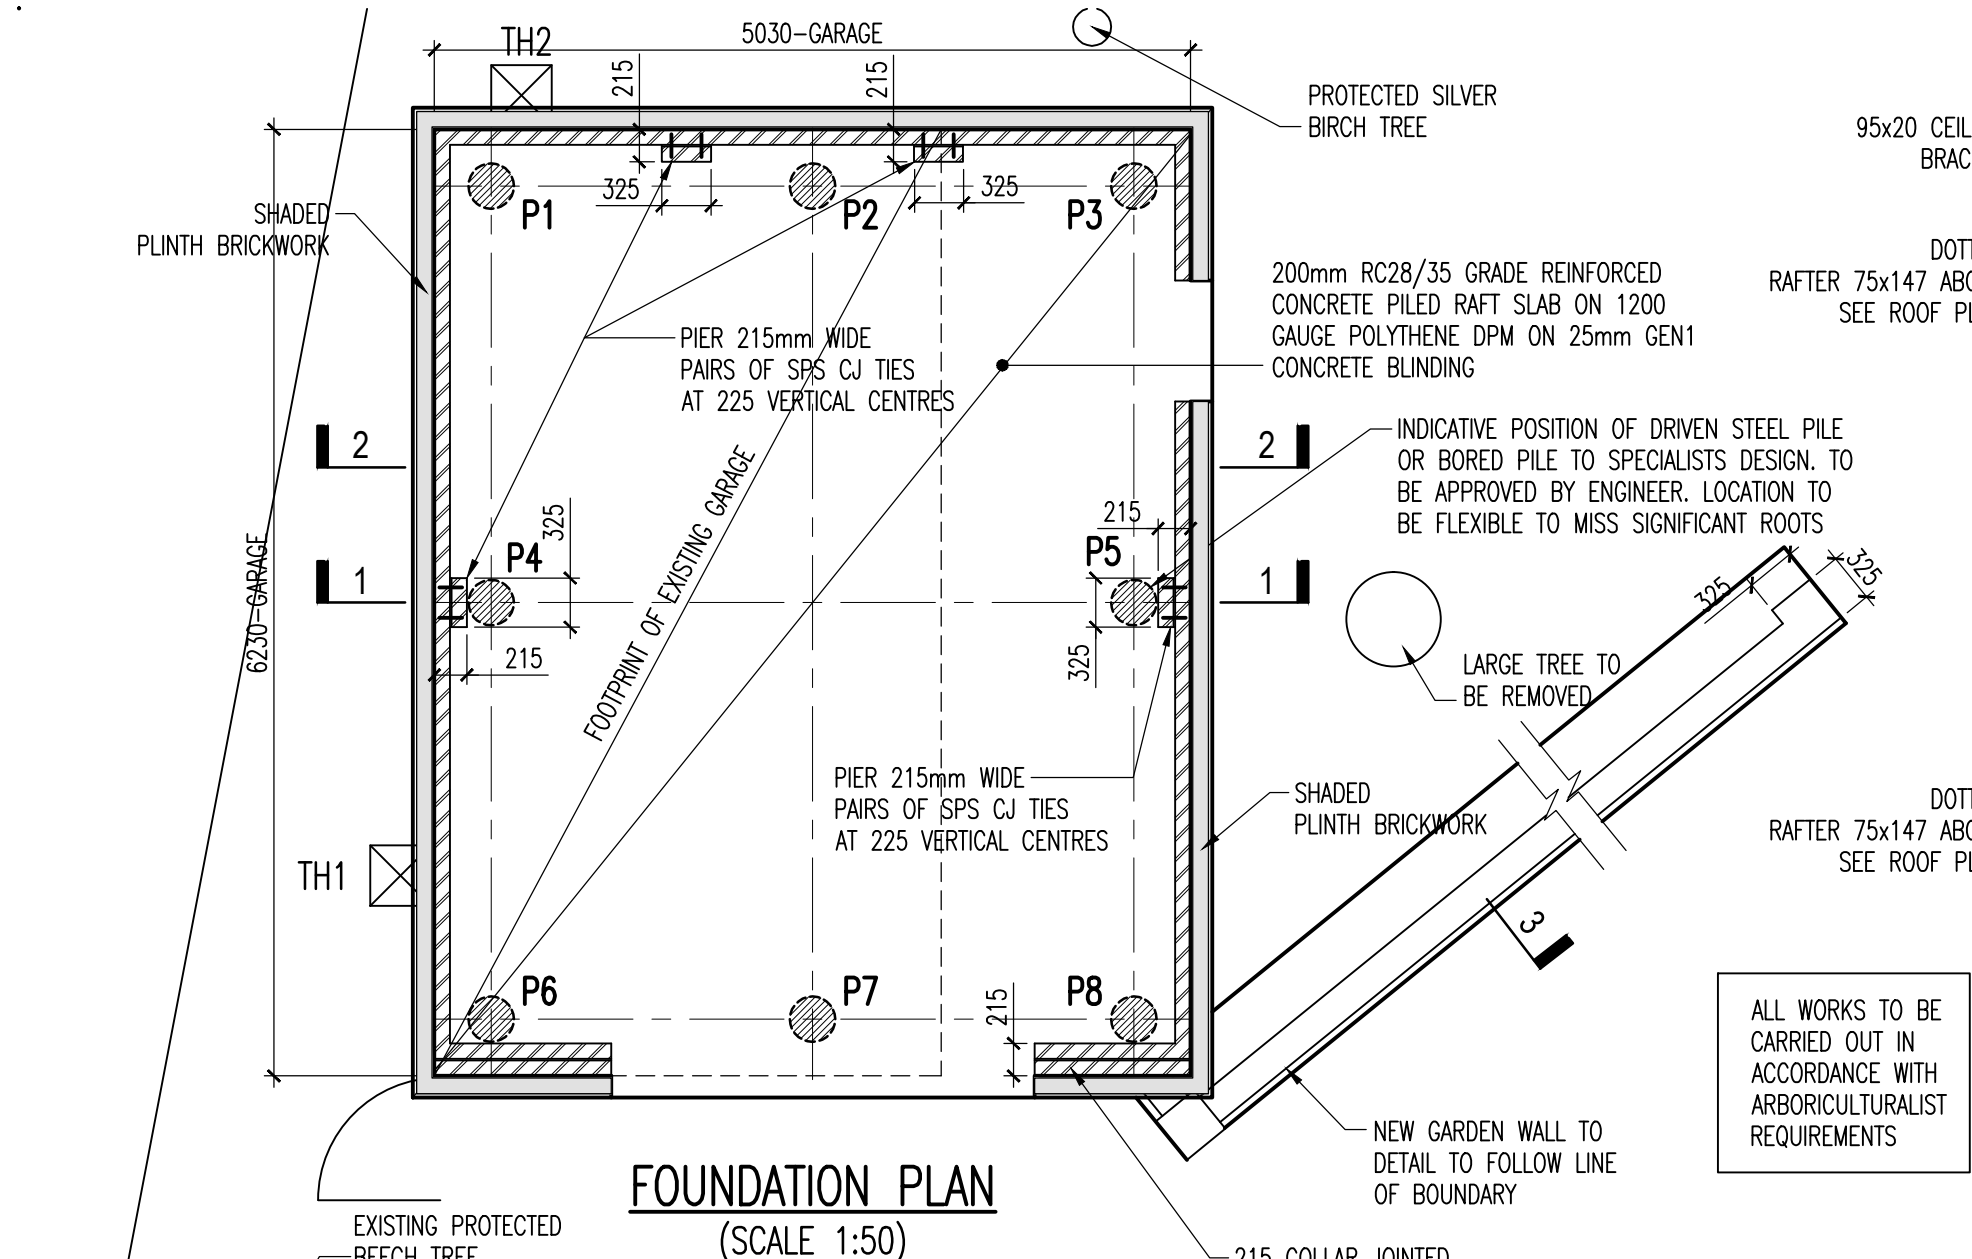 TH2
5030-GARAGE
215
215
PROTECTED SILVER
BIRCH TREE
95x20 CEIL
BRAC
325
325
P1
P2
P3
SHADED
PLINTH BRICKWORK
DOTT
RAFTER 75x147 ABO
SEE ROOF PL
200mm RC28/35 GRADE REINFORCED
CONCRETE PILED RAFT SLAB ON 1200
GAUGE POLYTHENE DPM ON 25mm GEN1
CONCRETE BLINDING
PIER 215mm WIDE
PAIRS OF SPS CJ TIES
AT 225 VERTICAL CENTRES
2
2
INDICATIVE POSITION OF DRIVEN STEEL PILE
OR BORED PILE TO SPECIALISTS DESIGN. TO
BE APPROVED BY ENGINEER. LOCATION TO
BE FLEXIBLE TO MISS SIGNIFICANT ROOTS
FOOTPRINT OF EXISTING GARAGE
6230-GARAGE
325
215
P4
P5
1
1
325
325
215
325
LARGE TREE TO
BE REMOVED
PIER 215mm WIDE
PAIRS OF SPS CJ TIES
AT 225 VERTICAL CENTRES
SHADED
PLINTH BRICKWORK
DOTT
RAFTER 75x147 ABO
SEE ROOF PL
TH1
3
P6
P7
P8
215
ALL WORKS TO BE
CARRIED OUT IN
ACCORDANCE WITH
ARBORICULTURALIST
REQUIREMENTS
NEW GARDEN WALL TO
DETAIL TO FOLLOW LINE
OF BOUNDARY
FOUNDATION PLAN
(SCALE 1:50)
EXISTING PROTECTED
BEECH TREE
215 COLLAR JOINTED